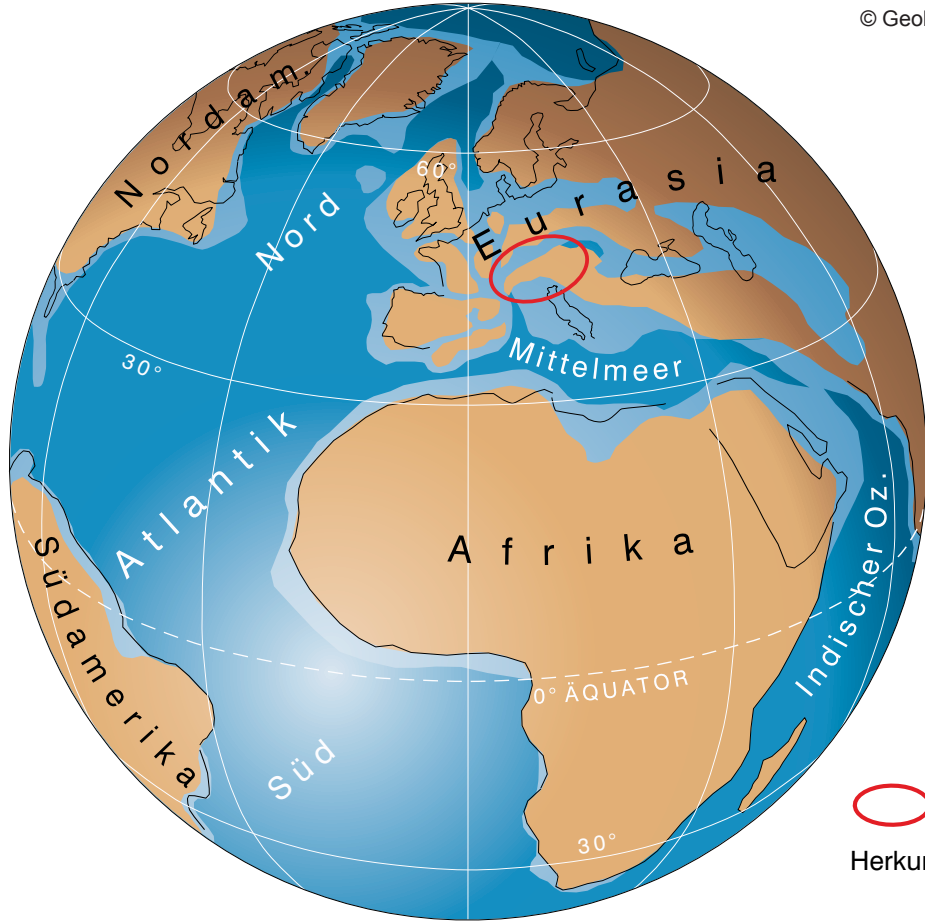 © Geol
Nordam.
60°
Eurasia
Nord
30°
Mittelmeer
Atlantik
Afrika
Indischer Oz.
Südamerika
0° ÄQUATOR
Süd
30°
Herkun